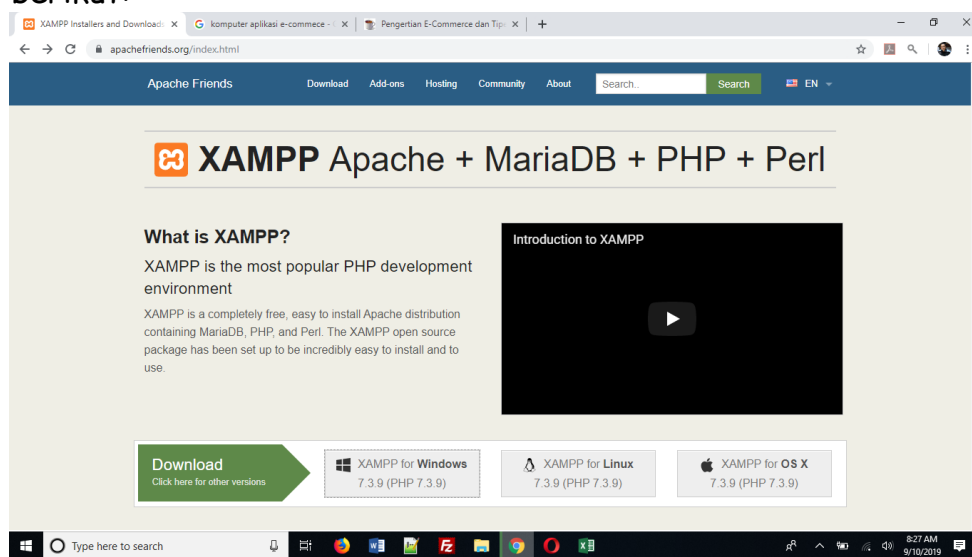 berikut:
XAMPP Installers and Downloads
komputer aplikasi e-commece -
Pengertian E-Commerce dan Tip
apachefriends.org/index.html
Apache Friends Download Add-ons Hosting Community About Search.. Search EN
XAMPP Apache + MariaDB + PHP + Perl
What is XAMPP?
XAMPP is the most popular PHP development
environment
XAMPP is a completely free, easy to install Apache distribution
containing MariaDB, PHP, and Perl. The XAMPP open source
package has been set up to be incredibly easy to install and to
use.
Introduction to XAMPP
Download
Click here for other versions
XAMPP for Windows
7.3.9 (PHP 7.3.9)
XAMPP for Linux
7.3.9 (PHP 7.3.9)
XAMPP for OS X
7.3.9 (PHP 7.3.9)
Type here to search
8:27 AM
9/10/2019